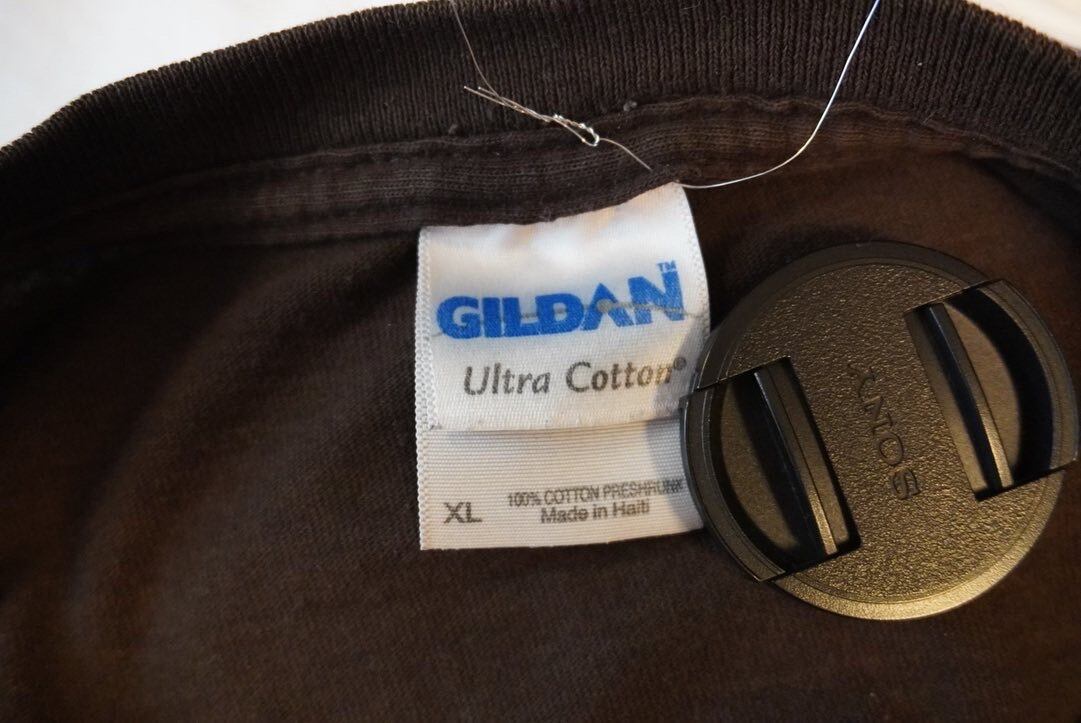 GILDAN™
Ultra Cotton®
XL
100% COTTON PRESHRUNK
Made in Haiti
SONY